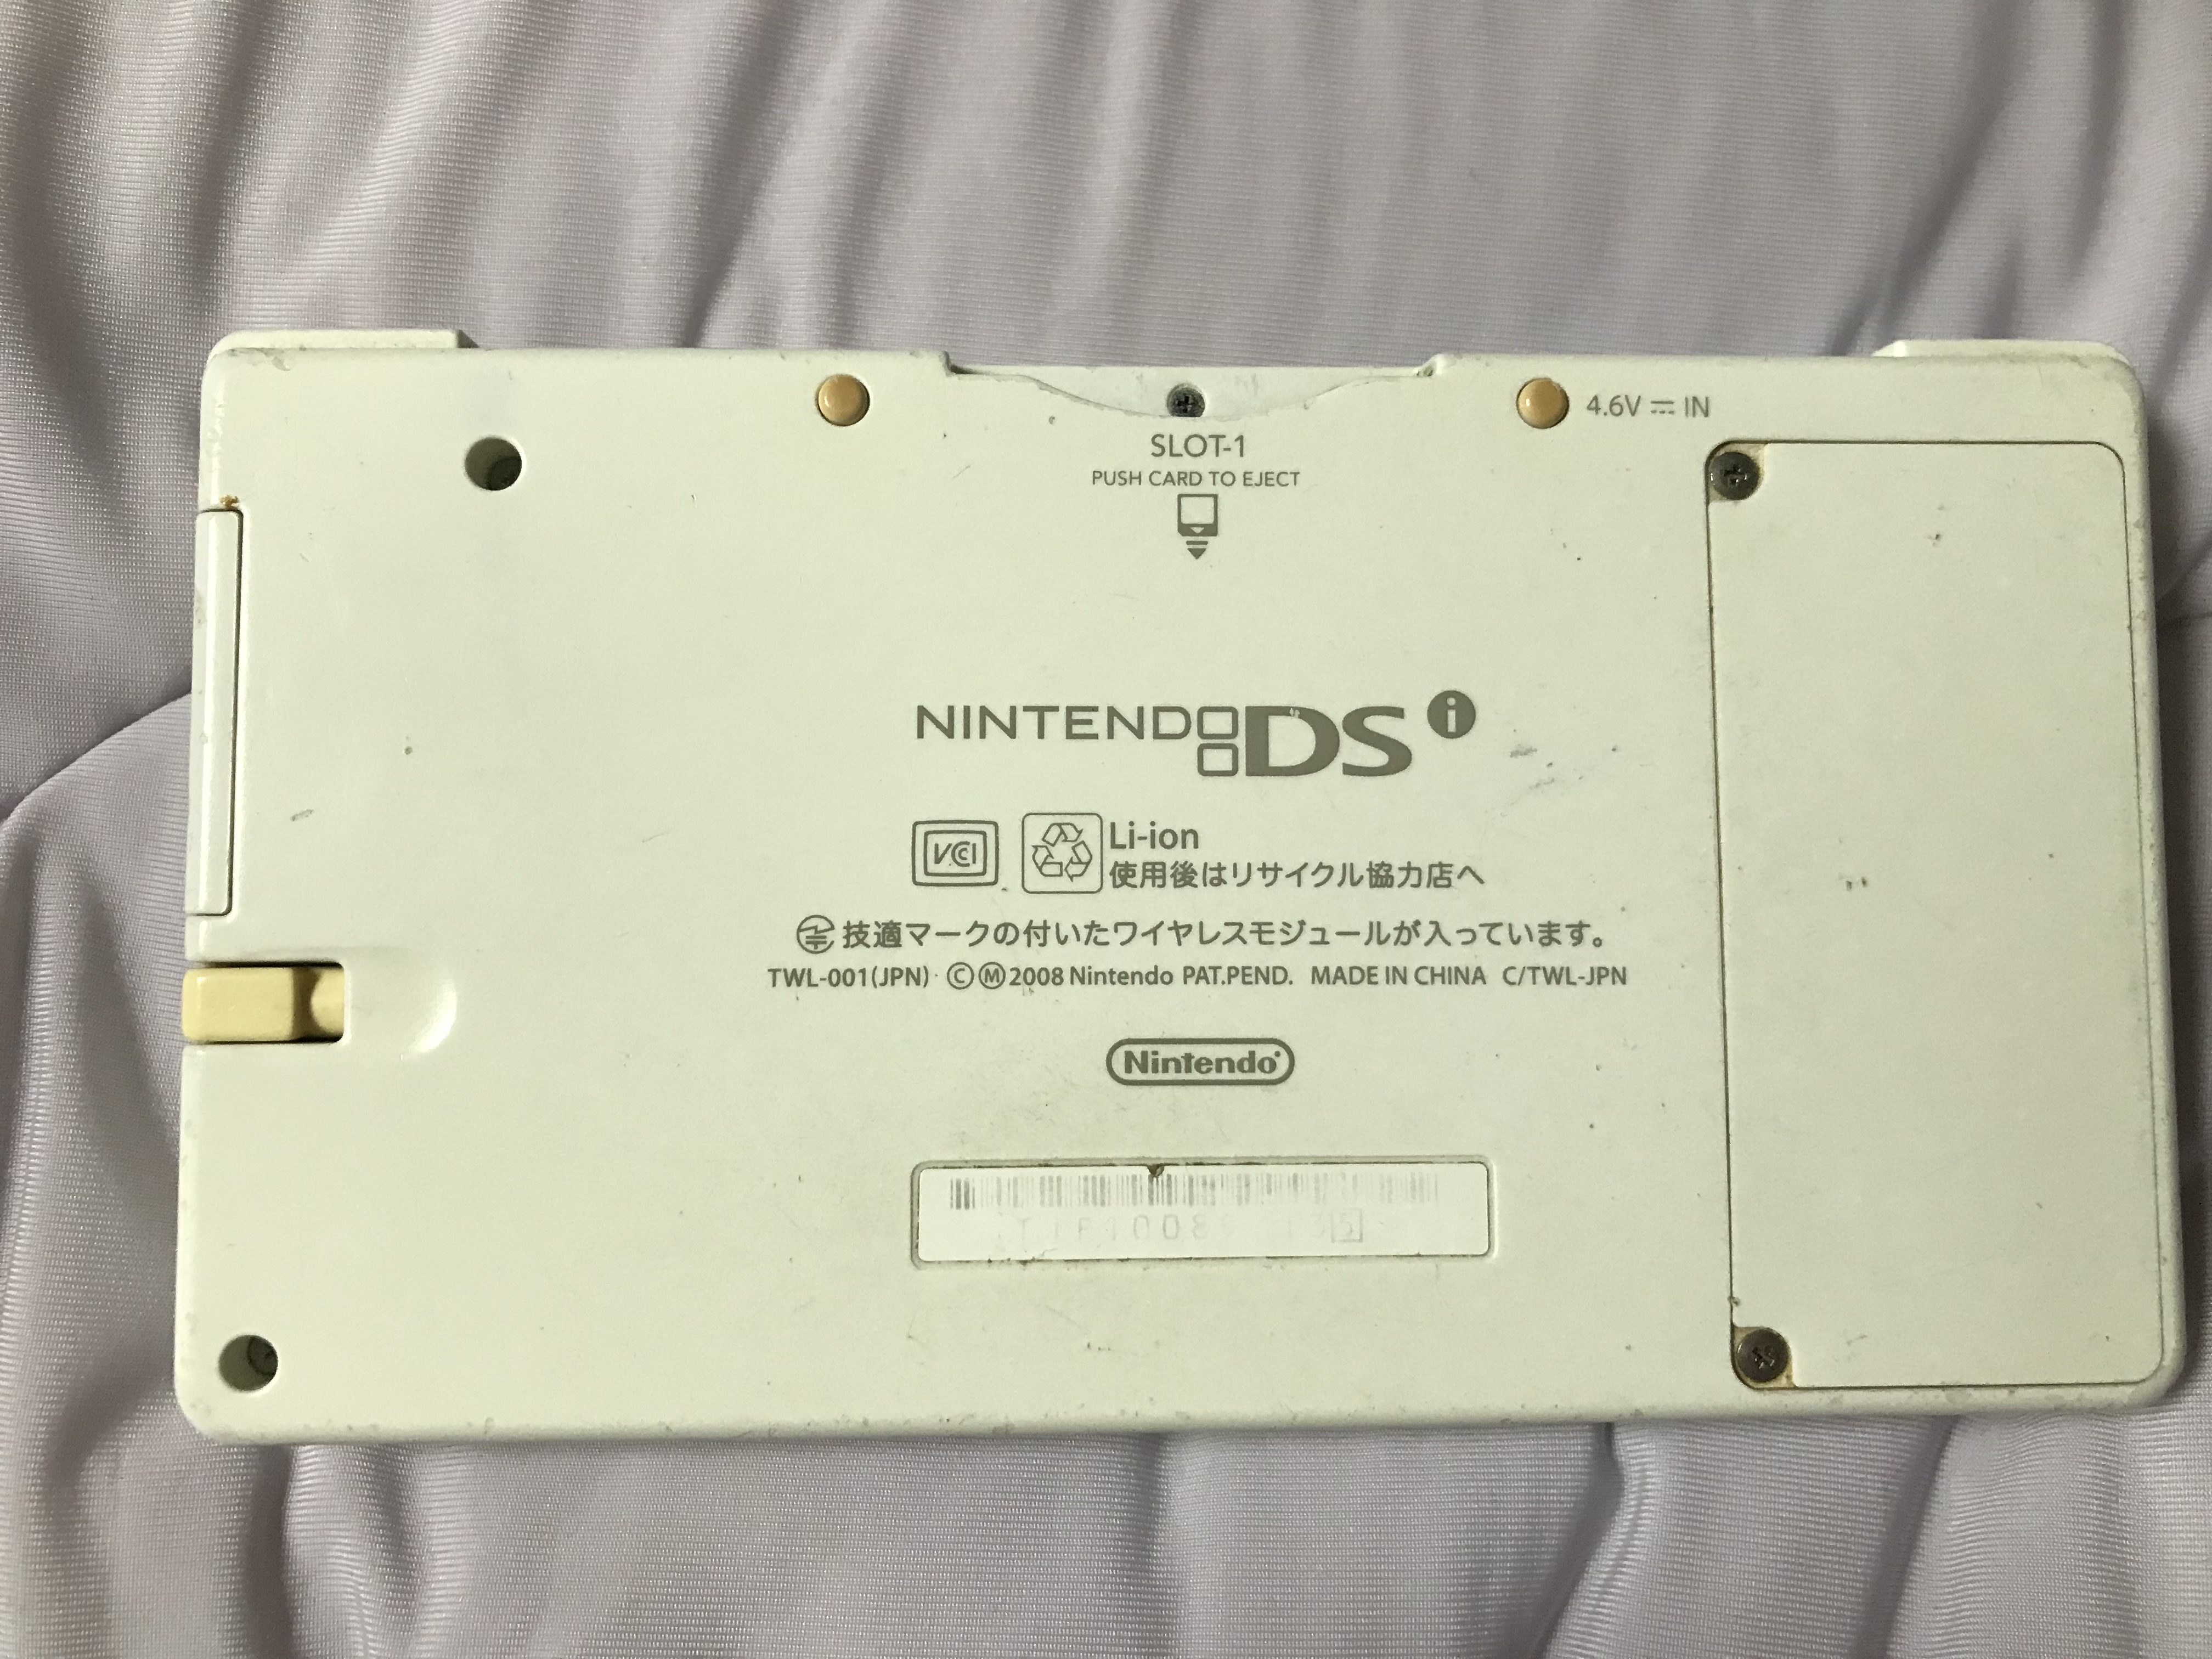 4.6V ⎓ IN
SLOT-1
PUSH CARD TO EJECT
NINTENDO DS i
VCCI
Li-ion
使用後はリサイクル協力店へ
技適マークの付いたワイヤレスモジュールが入っています。
TWL-001(JPN) ©Ⓜ2008 Nintendo PAT.PEND. MADE IN CHINA C/TWL-JPN
Nintendo